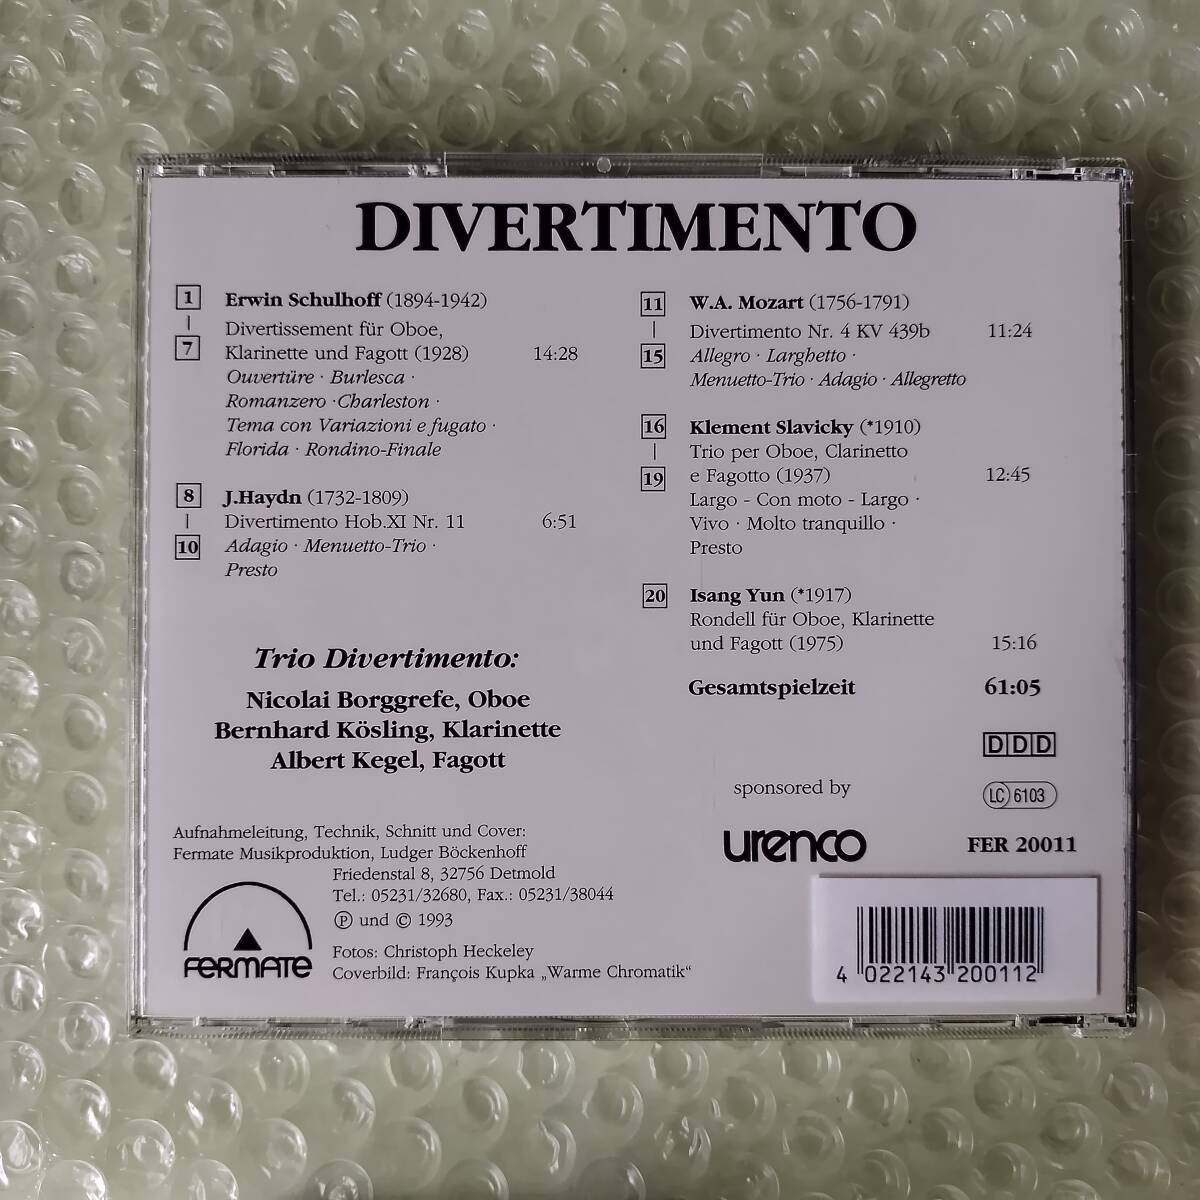 DIVERTIMENTO
1
|
7
Erwin Schulhoff (1894-1942)
Divertissement für Oboe,
Klarinette und Fagott (1928) 14:28
Ouvertüre · Burlesca ·
Romanzero ·Charleston ·
Tema con Variazioni e fugato ·
Florida · Rondino-Finale
8
|
10
J.Haydn (1732-1809)
Divertimento Hob.XI Nr. 11 6:51
Adagio · Menuetto-Trio ·
Presto
Trio Divertimento:
Nicolai Borggrefe, Oboe
Bernhard Kösling, Klarinette
Albert Kegel, Fagott
11
|
15
W.A. Mozart (1756-1791)
Divertimento Nr. 4 KV 439b 11:24
Allegro · Larghetto ·
Menuetto-Trio · Adagio · Allegretto
16
|
19
Klement Slavicky (*1910)
Trio per Oboe, Clarinetto
e Fagotto (1937) 12:45
Largo - Con moto - Largo ·
Vivo · Molto tranquillo ·
Presto
20
Isang Yun (*1917)
Rondell für Oboe, Klarinette
und Fagott (1975) 15:16
Gesamtspielzeit 61:05
DDD
sponsored by
LC 6103
urenco
FER 20011
Aufnahmeleitung, Technik, Schnitt und Cover:
Fermate Musikproduktion, Ludger Böckenhoff
Friedenstal 8, 32756 Detmold
Tel.: 05231/32680, Fax.: 05231/38044
℗ und © 1993
Fotos: Christoph Heckeley
Coverbild: François Kupka „Warme Chromatik“
FERMATE
4 022143 200112